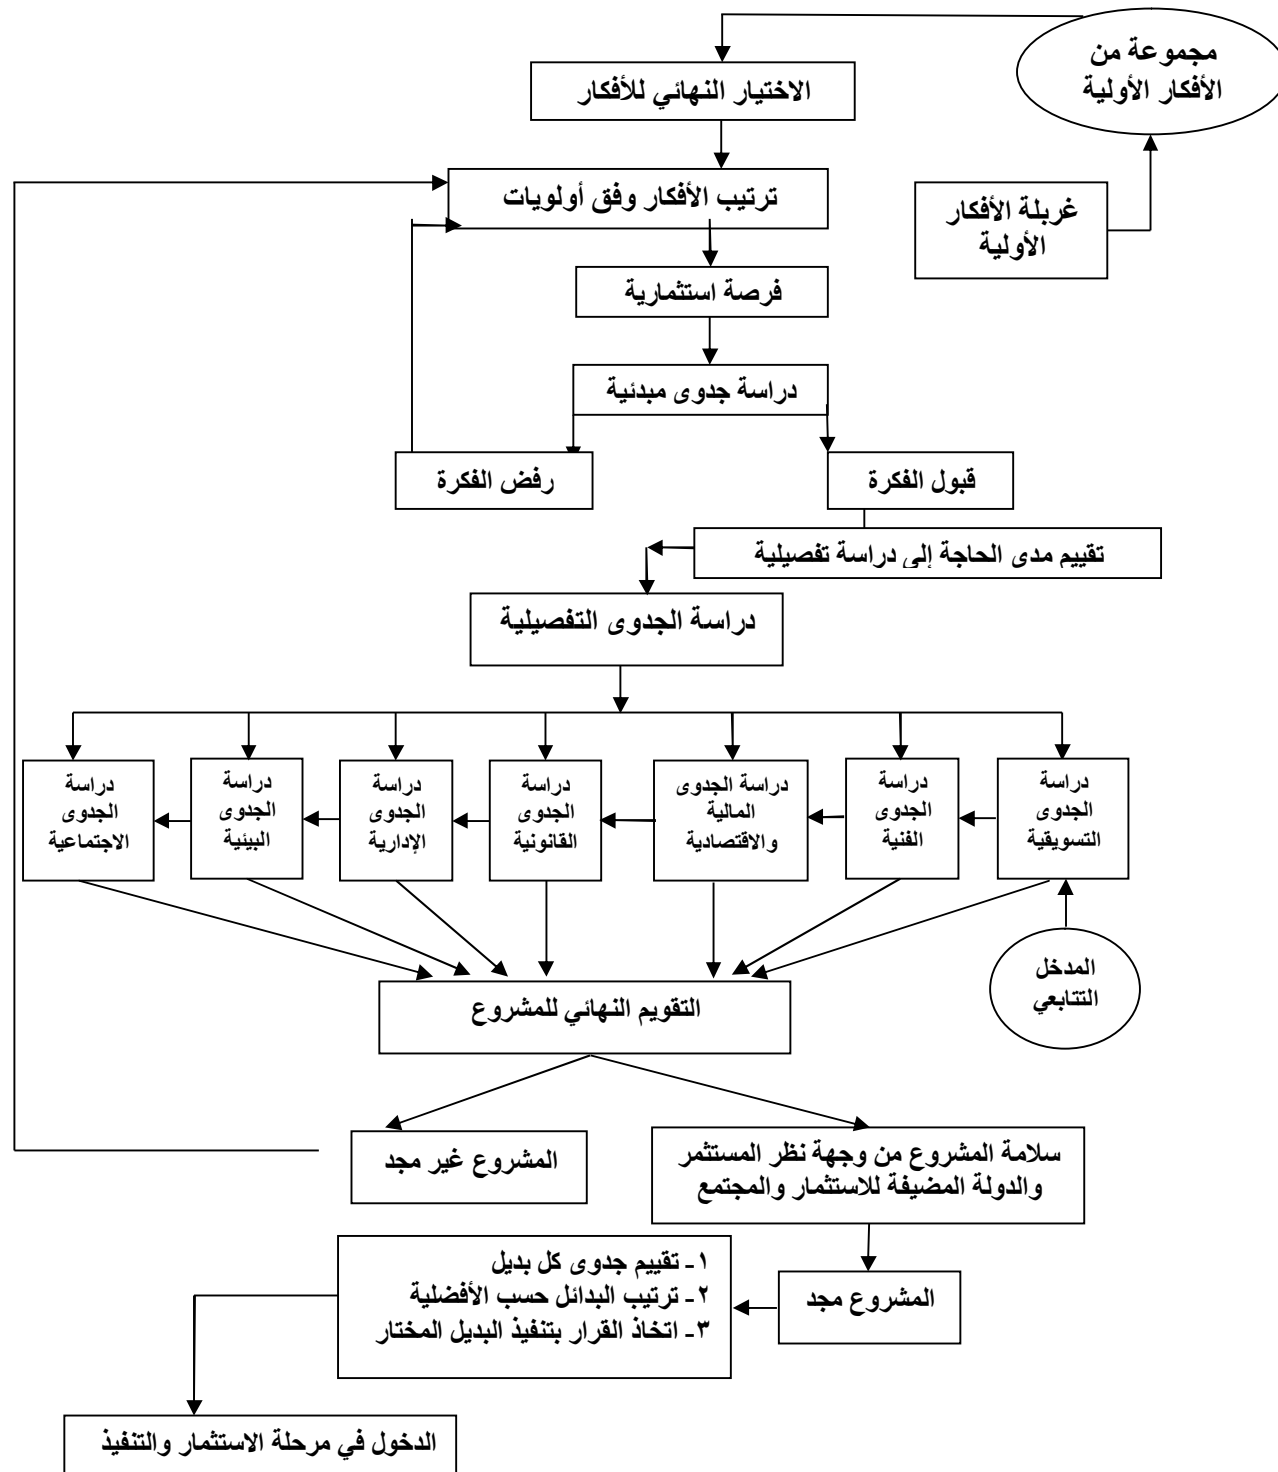 مجموعة من
الأفكار الأولية
الاختيار النهائي للأفكار
ترتيب الأفكار وفق أولويات
غربلة الأفكار
الأولية
فرصة استثمارية
دراسة جدوى مبدئية
قبول الفكرة
رفض الفكرة
تقييم مدى الحاجة إلى دراسة تفصيلية
دراسة الجدوى التفصيلية
دراسة
الجدوى
التسويقية
دراسة
الجدوى
الفنية
دراسة الجدوى
المالية
والاقتصادية
دراسة
الجدوى
القانونية
دراسة
الجدوى
الإدارية
دراسة
الجدوى
البيئية
دراسة
الجدوى
الاجتماعية
المدخل
التتابعي
التقويم النهائي للمشروع
سلامة المشروع من وجهة نظر المستثمر
والدولة المضيفة للاستثمار والمجتمع
المشروع غير مجد
المشروع مجد
١- تقييم جدوى كل بديل
٢- ترتيب البدائل حسب الأفضلية
٣- اتخاذ القرار بتنفيذ البديل المختار
الدخول في مرحلة الاستثمار والتنفيذ